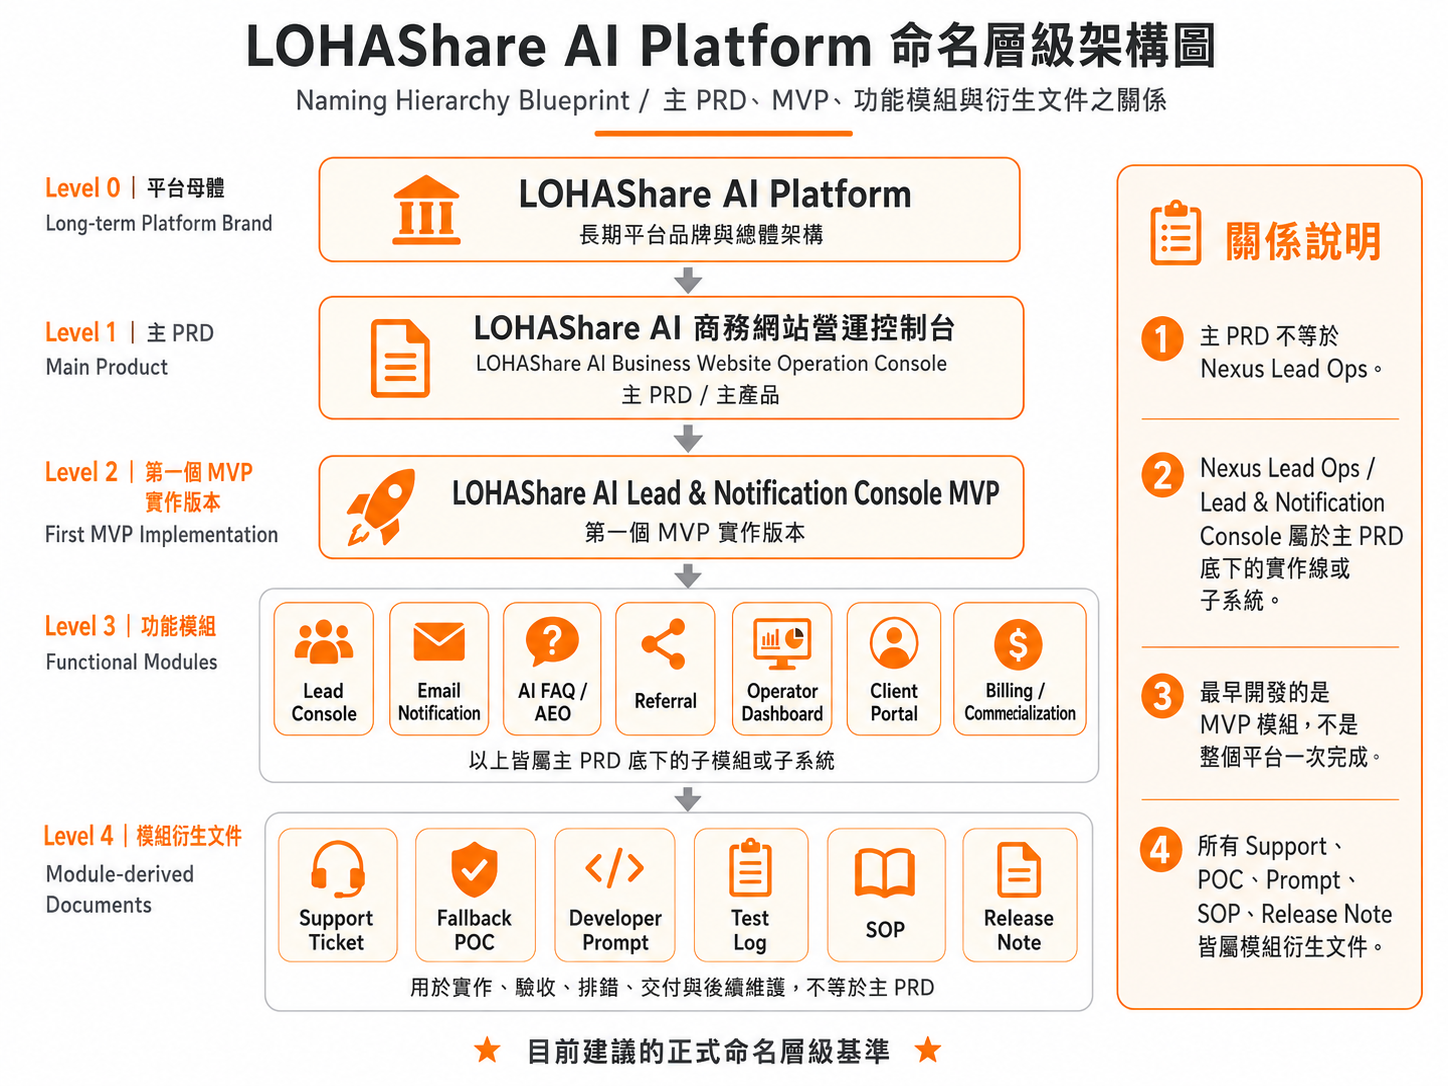 LOHAShare AI Platform 命名層級架構圖
Naming Hierarchy Blueprint / 主 PRD、MVP、功能模組與衍生文件之關係
Level 0 | 平台母體
Long-term Platform Brand
LOHAShare AI Platform
長期平台品牌與總體架構
Level 1 | 主 PRD
Main Product
LOHAShare AI 商務網站營運控制台
LOHAShare AI Business Website Operation Console
主 PRD / 主產品
Level 2 | 第一個 MVP
實作版本
First MVP Implementation
LOHAShare AI Lead & Notification Console MVP
第一個 MVP 實作版本
Level 3 | 功能模組
Functional Modules
Lead
Console
Email
Notification
AI FAQ /
AEO
Referral
Operator
Dashboard
Client
Portal
Billing /
Commecialization
以上皆屬主 PRD 底下的子模組或子系統
Level 4 | 模組衍生文件
Module-derived
Documents
Support
Ticket
Fallback
POC
Developer
Prompt
Test
Log
SOP
Release
Note
用於實作、驗收、排錯、交付與後續維護，不等於主 PRD
關係說明
1 主 PRD 不等於
Nexus Lead Ops。
2 Nexus Lead Ops /
Lead & Notification
Console 屬於主 PRD
底下的實作線或
子系統。
3 最早開發的是
MVP 模組，不是
整個平台一次完成。
4 所有 Support、
POC、Prompt、
SOP、Release Note
皆屬模組衍生文件。
★ 目前建議的正式命名層級基準 ★